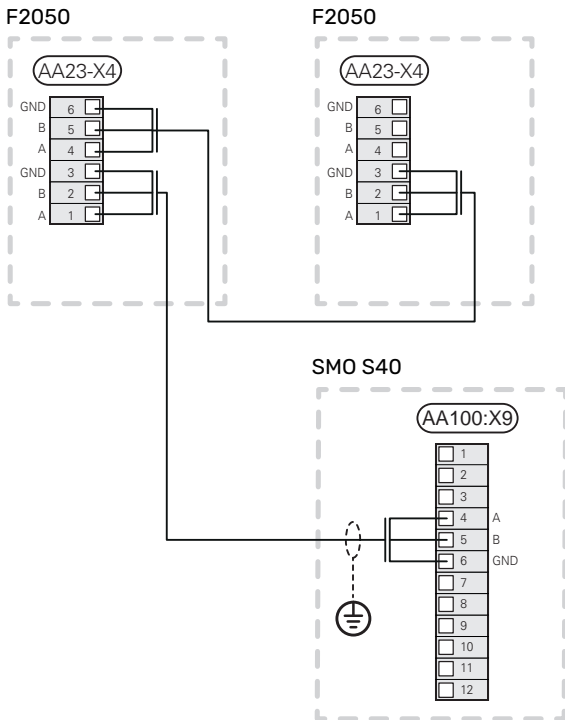 F2050
AA23-X4
GND 6
B 5
A 4
GND 3
B 2
A 1
F2050
AA23-X4
GND 6
B 5
A 4
GND 3
B 2
A 1
SMO S40
AA100:X9
1
2
3
4 A
5 B
6 GND
7
8
9
10
11
12